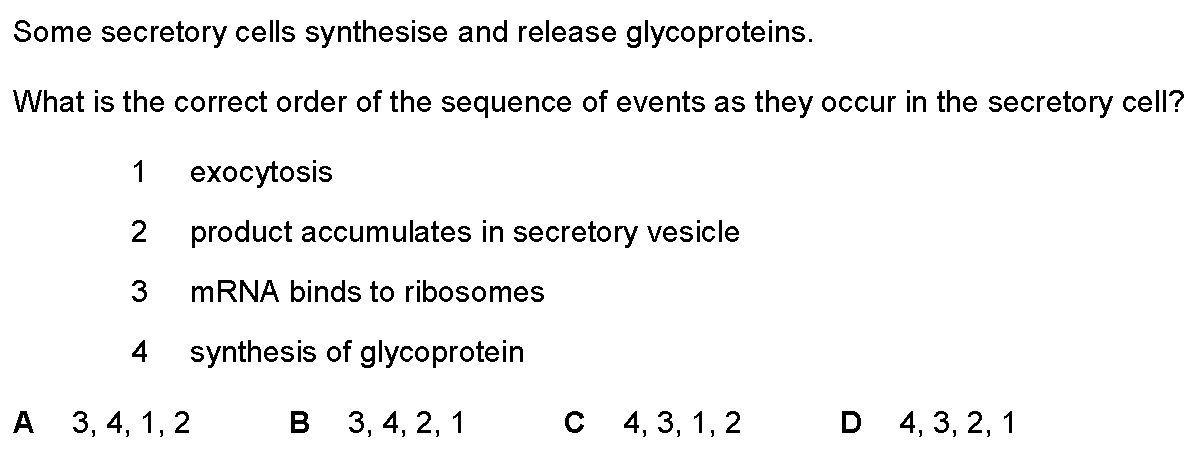 Some secretory cells synthesise and release glycoproteins.
What is the correct order of the sequence of events as they occur in the secretory cell?
1 exocytosis
2 product accumulates in secretory vesicle
3 mRNA binds to ribosomes
4 synthesis of glycoprotein
A 3, 4, 1, 2 B 3, 4, 2, 1 C 4, 3, 1, 2 D 4, 3, 2, 1